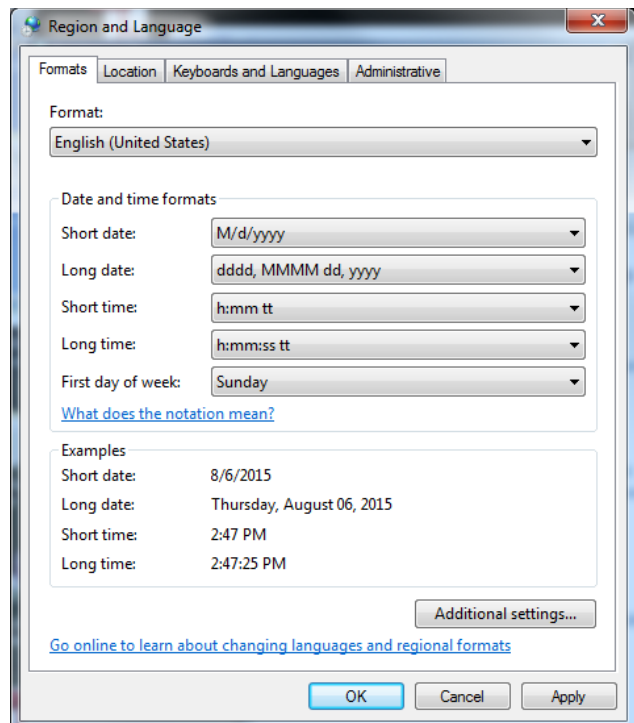 Region and Language
Formats Location Keyboards and Languages Administrative
Format:
English (United States)
Date and time formats
Short date: M/d/yyyy
Long date: dddd, MMMM dd, yyyy
Short time: h:mm tt
Long time: h:mm:ss tt
First day of week: Sunday
What does the notation mean?
Examples
Short date: 8/6/2015
Long date: Thursday, August 06, 2015
Short time: 2:47 PM
Long time: 2:47:25 PM
Additional settings...
Go online to learn about changing languages and regional formats
OK Cancel Apply